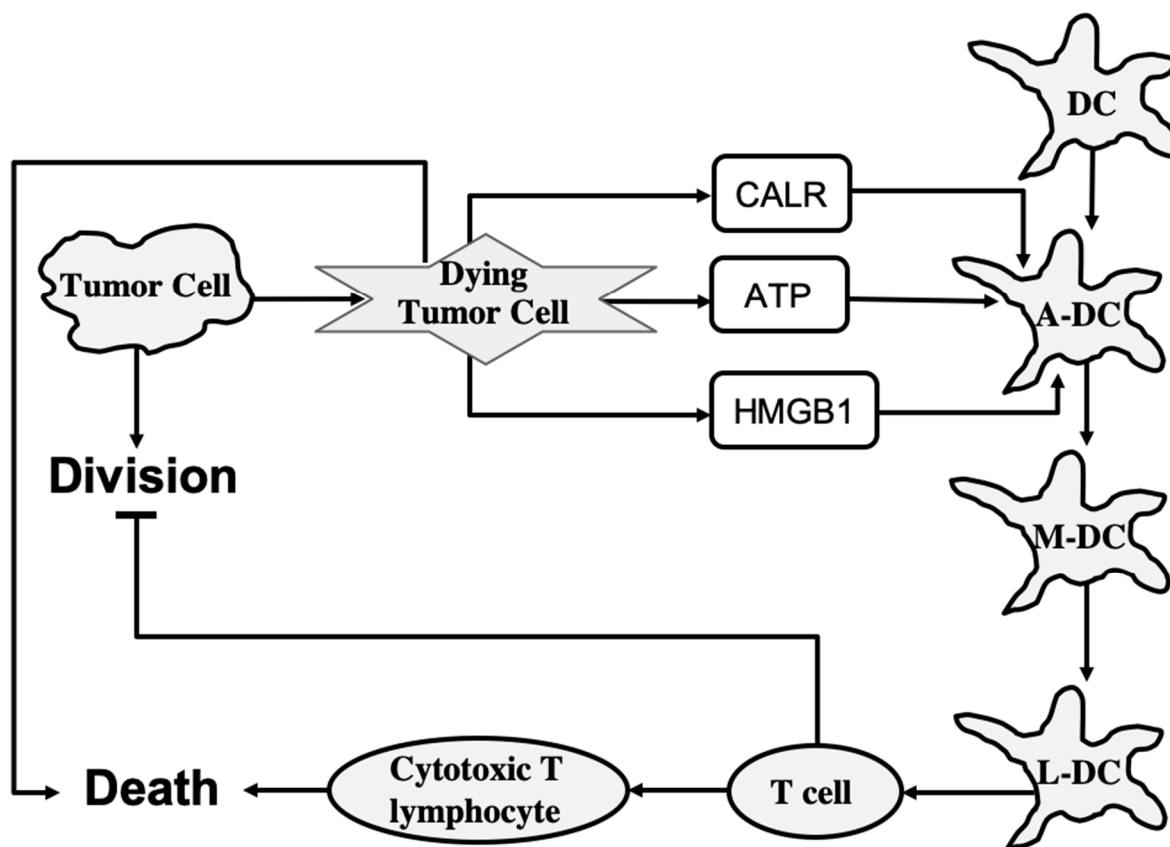 DC
CALR
Tumor Cell
Dying
Tumor Cell
ATP
A-DC
HMGB1
Division
M-DC
Death
Cytotoxic T
lymphocyte
T cell
L-DC